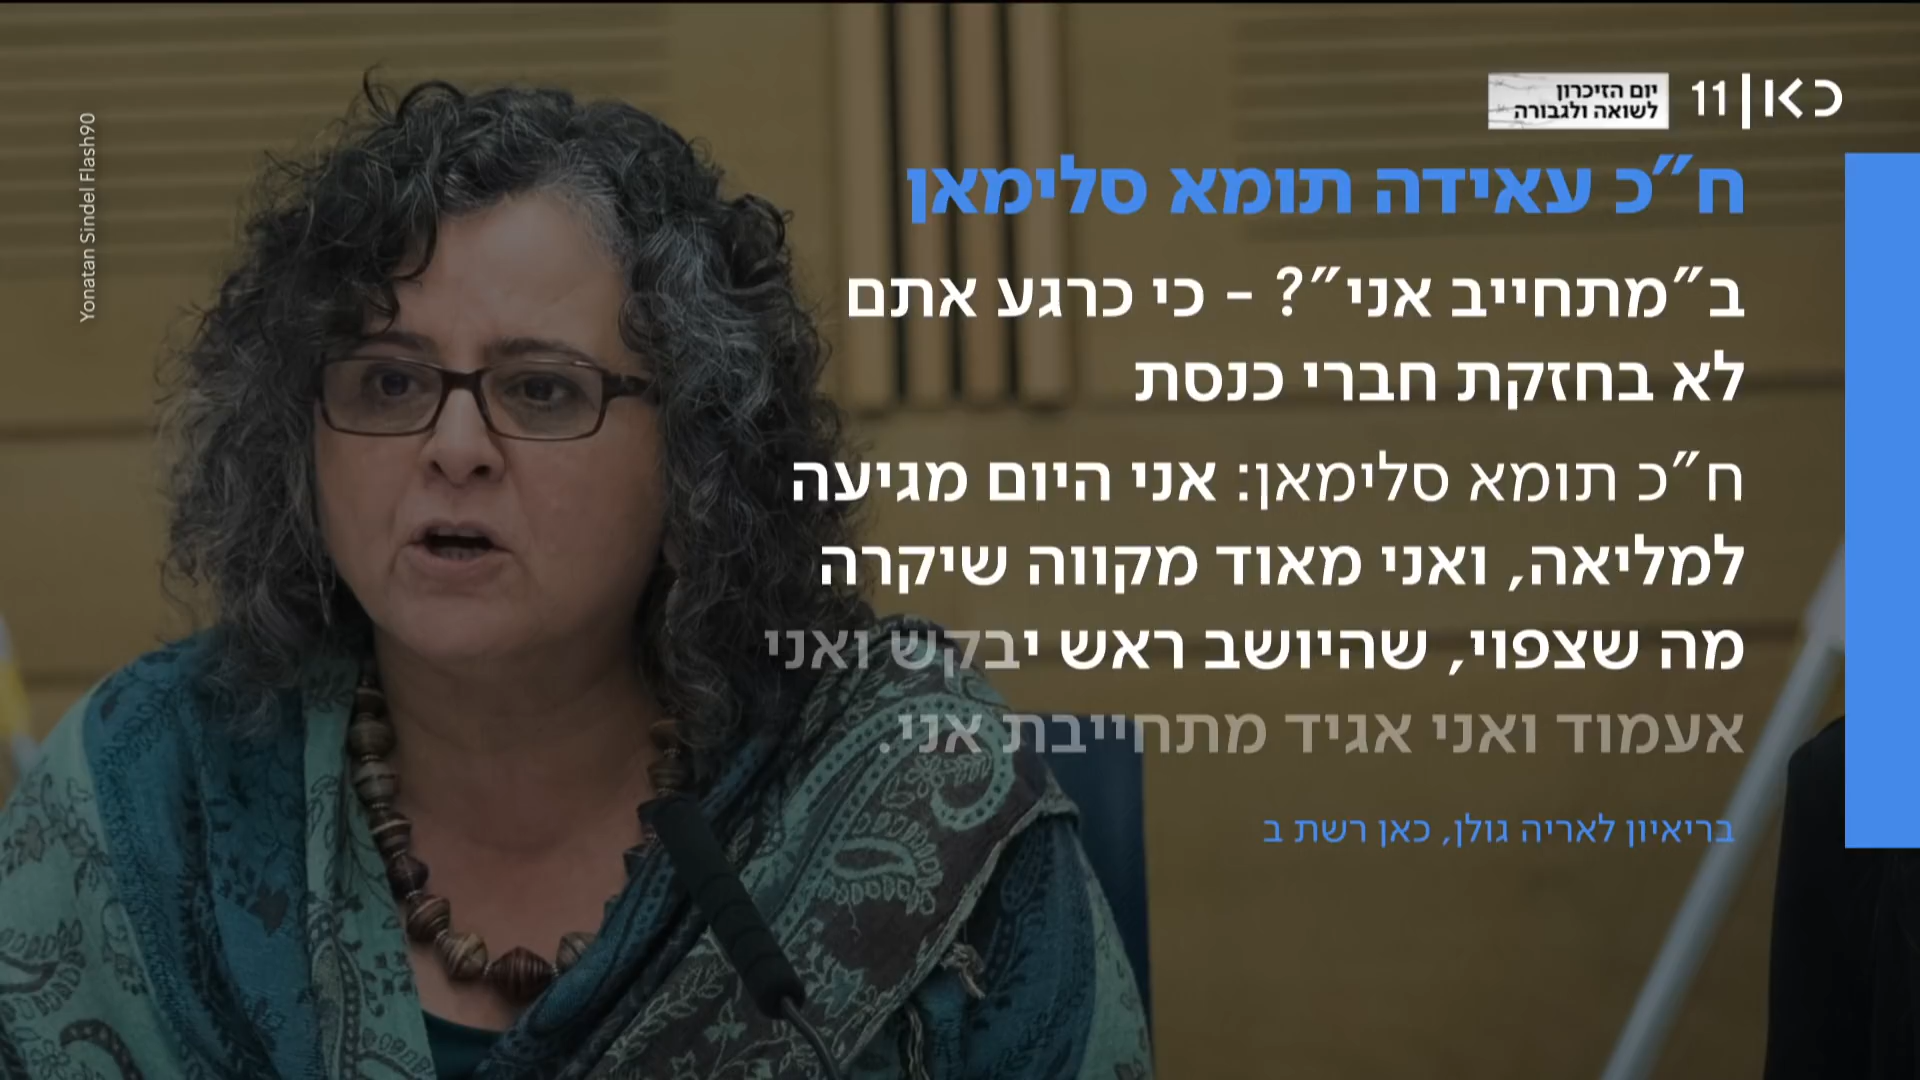 כאן | 11
יום הזיכרון
לשואה ולגבורה
Yonatan Sindel Flash90
ח״כ עאידה תומא סלימאן
ב״מתחייב אני״? - כי כרגע אתם
לא בחזקת חברי כנסת
ח״כ תומא סלימאן: אני היום מגיעה
למליאה, ואני מאוד מקווה שיקרה
מה שצפוי, שהיושב ראש יבקש ואני
אעמוד ואני אגיד מתחייבת אני.
בריאיון לאריה גולן, כאן רשת ב